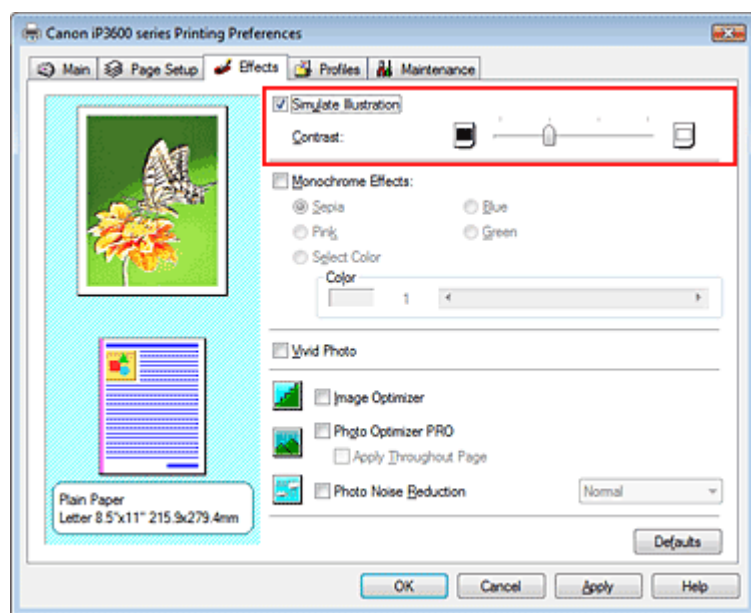 Canon iP3600 series Printing Preferences
Main Page Setup Effects Profiles Maintenance
Simulate Illustration
Contrast:
Monochrome Effects:
Sepia Blue
Pink Green
Select Color
Color
1
Vivid Photo
Image Optimizer
Photo Optimizer PRO
Apply Throughout Page
Photo Noise Reduction Normal
Plain Paper
Letter 8.5"x11" 215.9x279.4mm
Defaults
OK Cancel Apply Help